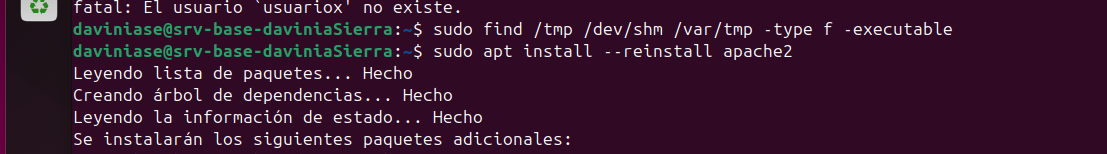 fatal: El usuario `usuariox' no existe.
daviniase@srv-base-daviniaSierra:~$ sudo find /tmp /dev/shm /var/tmp -type f -executable
daviniase@srv-base-daviniaSierra:~$ sudo apt install --reinstall apache2
Leyendo lista de paquetes... Hecho
Creando árbol de dependencias... Hecho
Leyendo la información de estado... Hecho
Se instalarán los siguientes paquetes adicionales: